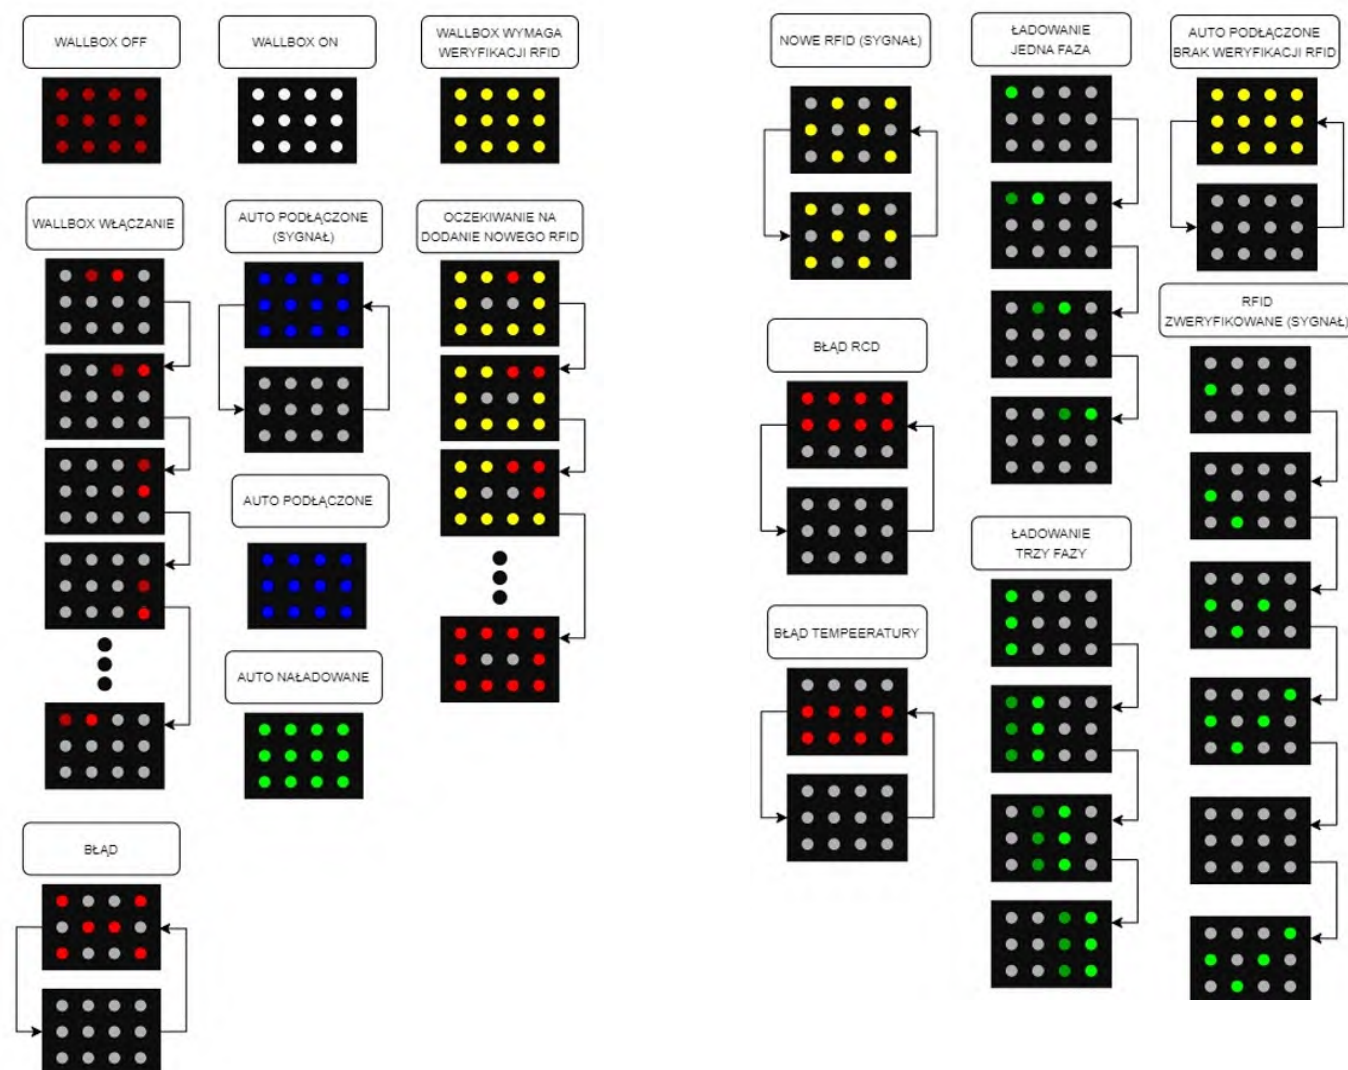 WALLBOX OFF
WALLBOX ON
WALLBOX WYMAGA
WERYFIKACJI RFID
WALLBOX WŁĄCZANIE
AUTO PODŁĄCZONE
(SYGNAŁ)
OCZEKIWANIE NA
DODANIE NOWEGO RFID
AUTO PODŁĄCZONE
AUTO NAŁADOWANE
BŁĄD
NOWE RFID (SYGNAŁ)
ŁADOWANIE
JEDNA FAZA
AUTO PODŁĄCZONE
BRAK WERYFIKACJI RFID
RFID
ZWERYFIKOWANE (SYGNAŁ)
BŁĄD RCD
ŁADOWANIE
TRZY FAZY
BŁĄD TEMPEERATURY